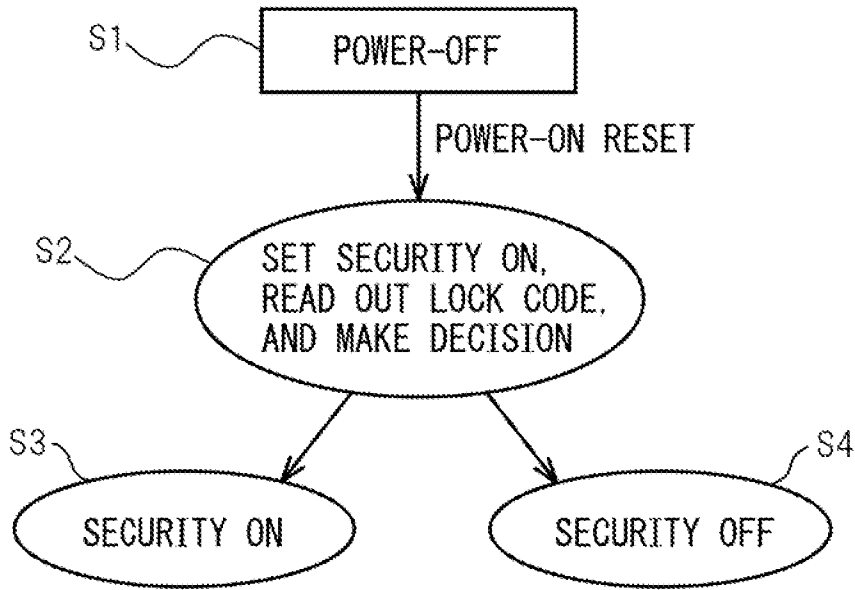 S1
POWER-OFF
POWER-ON RESET
S2
SET SECURITY ON,
READ OUT LOCK CODE,
AND MAKE DECISION
S3
S4
SECURITY ON
SECURITY OFF